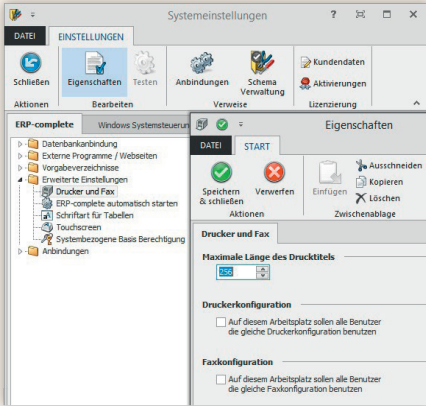 Systemeinstellungen
DATEI EINSTELLUNGEN
Schließen Eigenschaften Testen Anbindungen Schema Verwaltung Kundendaten Aktivierungen
Aktionen Bearbeiten Verweise Lizenzierung
ERP-complete Windows Systemsteuerun
Datenbankanbindung
Externe Programme / Webseiten
Vorgabeverzeichnisse
Erweiterte Einstellungen
Drucker und Fax
ERP-complete automatisch starten
Schriftart für Tabellen
Touchscreen
Systembezogene Basis Berechtigung
Anbindungen
Eigenschaften
DATEI START
Speichern & schließen Verwerfen Einfügen Ausschneiden Kopieren Löschen
Aktionen Zwischenablage
Drucker und Fax
Maximale Länge des Drucktitels
256
Druckerkonfiguration
Auf diesem Arbeitsplatz sollen alle Benutzer
die gleiche Druckerkonfiguration benutzen
Faxkonfiguration
Auf diesem Arbeitsplatz sollen alle Benutzer
die gleiche Faxkonfiguration benutzen